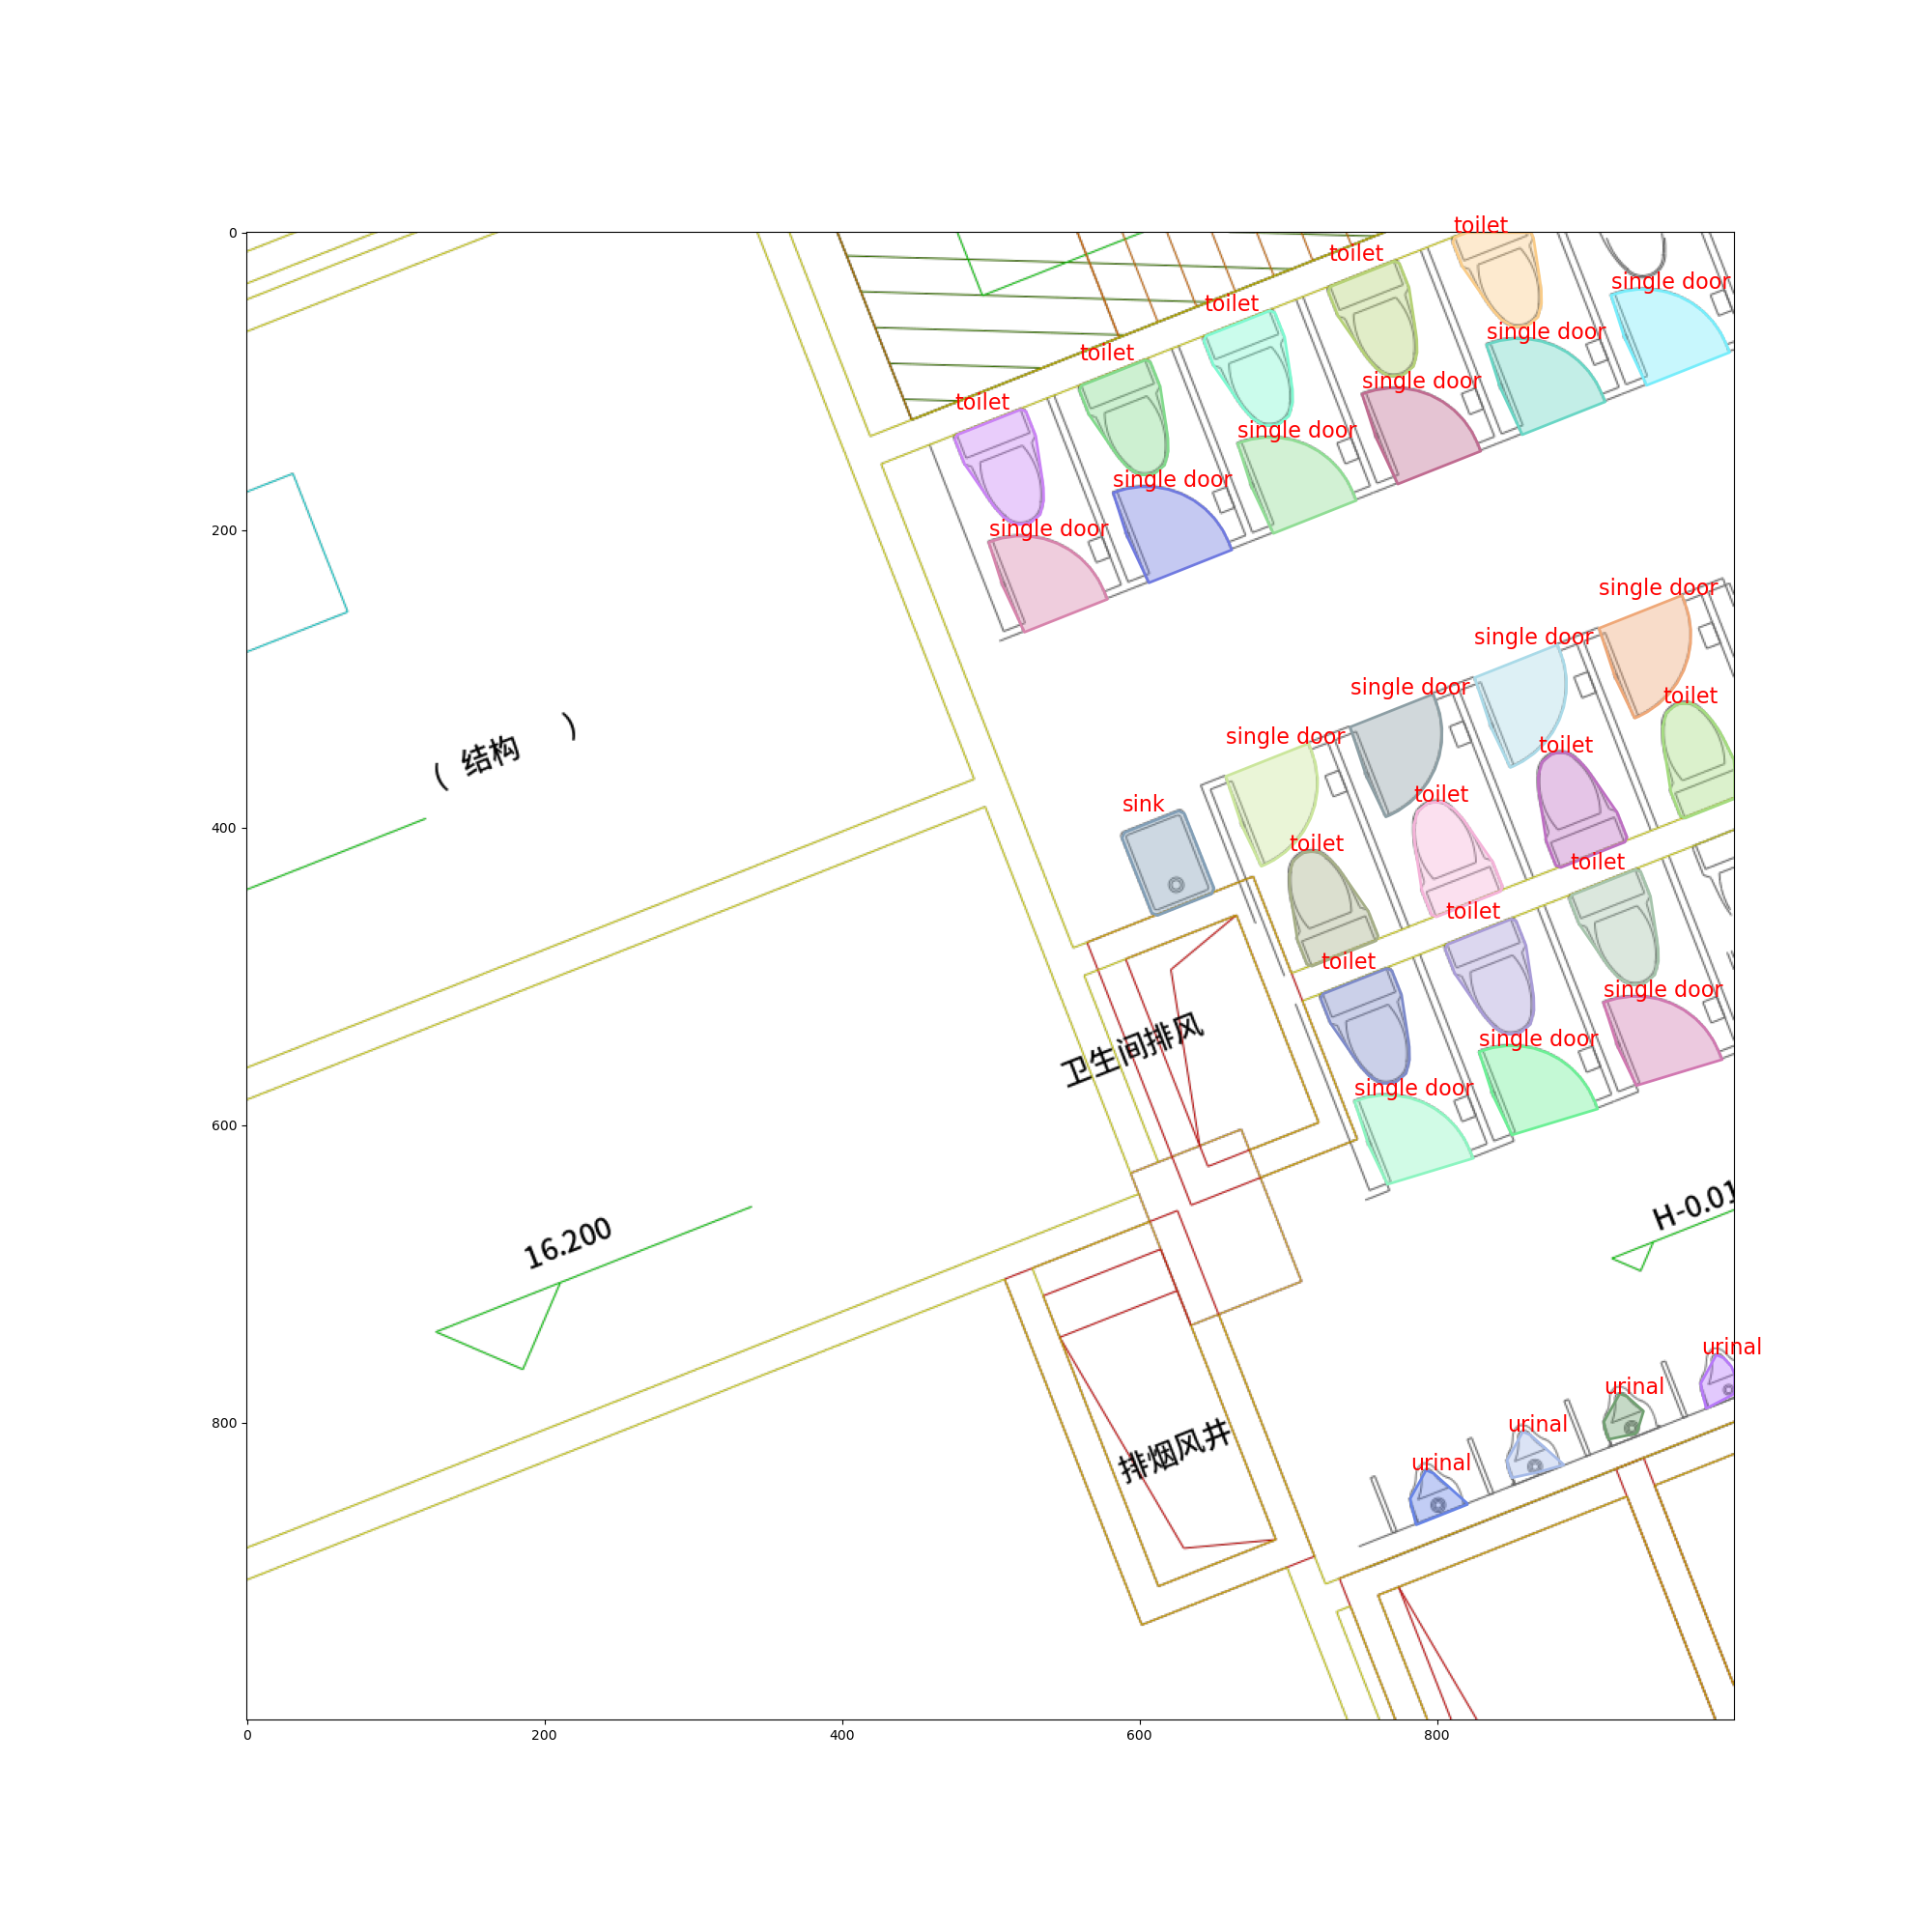 toilet
toilet
toilet
toilet
toilet
single door
single door
single door
single door
single door
single door
single door
single door
single door
single door
toilet
toilet
toilet
toilet
sink
( 结构 )
toilet
toilet
toilet
single door
single door
single door
卫生间排风
16.200
H-0.01
urinal
urinal
urinal
urinal
排烟风井
0
200
400
600
800
0
200
400
600
800